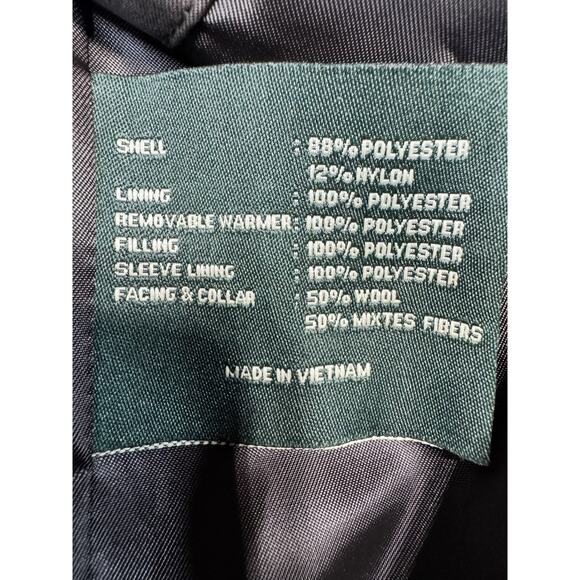 SHELL : 88% POLYESTER
12% NYLON
LINING : 100% POLYESTER
REMOVABLE WARMER : 100% POLYESTER
FILLING : 100% POLYESTER
SLEEVE LINING : 100% POLYESTER
FACING & COLLAR : 50% WOOL
50% MIXTES FIBERS
MADE IN VIETNAM